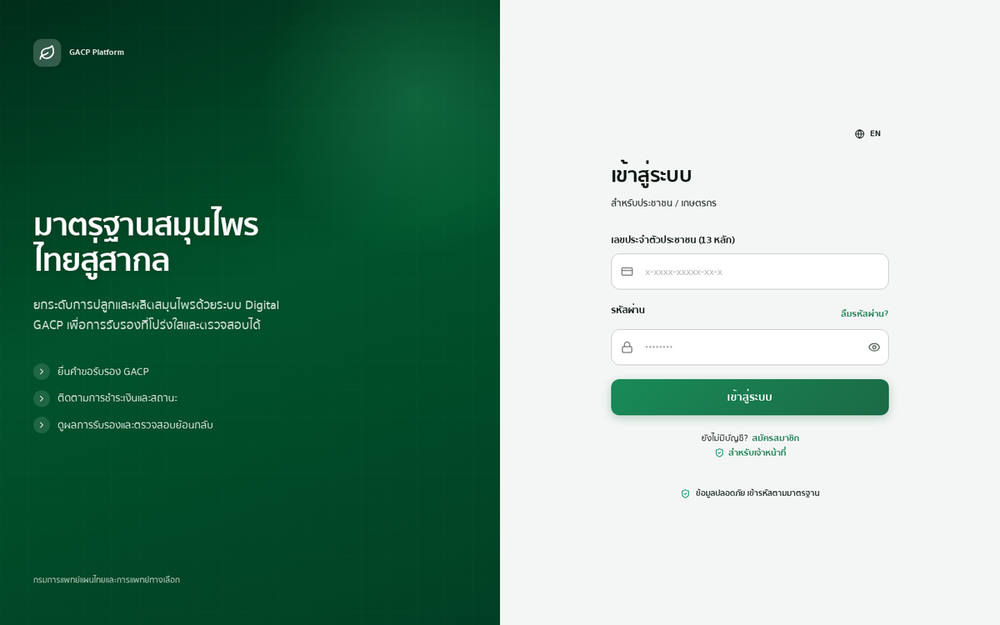 GACP Platform
มาตรฐานสมุนไพร
ไทยสู่สากล
ยกระดับการปลูกและผลิตสมุนไพรด้วยระบบ Digital
GACP เพื่อการรับรองที่โปร่งใสและตรวจสอบได้
ยื่นคำขอรับรอง GACP
ติดตามการชำระเงินและสถานะ
ดูผลการรับรองและตรวจสอบย้อนกลับ
กรมการแพทย์แผนไทยและการแพทย์ทางเลือก
EN
เข้าสู่ระบบ
สำหรับประชาชน / เกษตรกร
เลขประจำตัวประชาชน (13 หลัก)
x-xxxx-xxxxx-xx-x
รหัสผ่าน
ลืมรหัสผ่าน?
••••••••
เข้าสู่ระบบ
ยังไม่มีบัญชี? สมัครสมาชิก
สำหรับเจ้าหน้าที่
ข้อมูลปลอดภัย เข้ารหัสตามมาตรฐาน